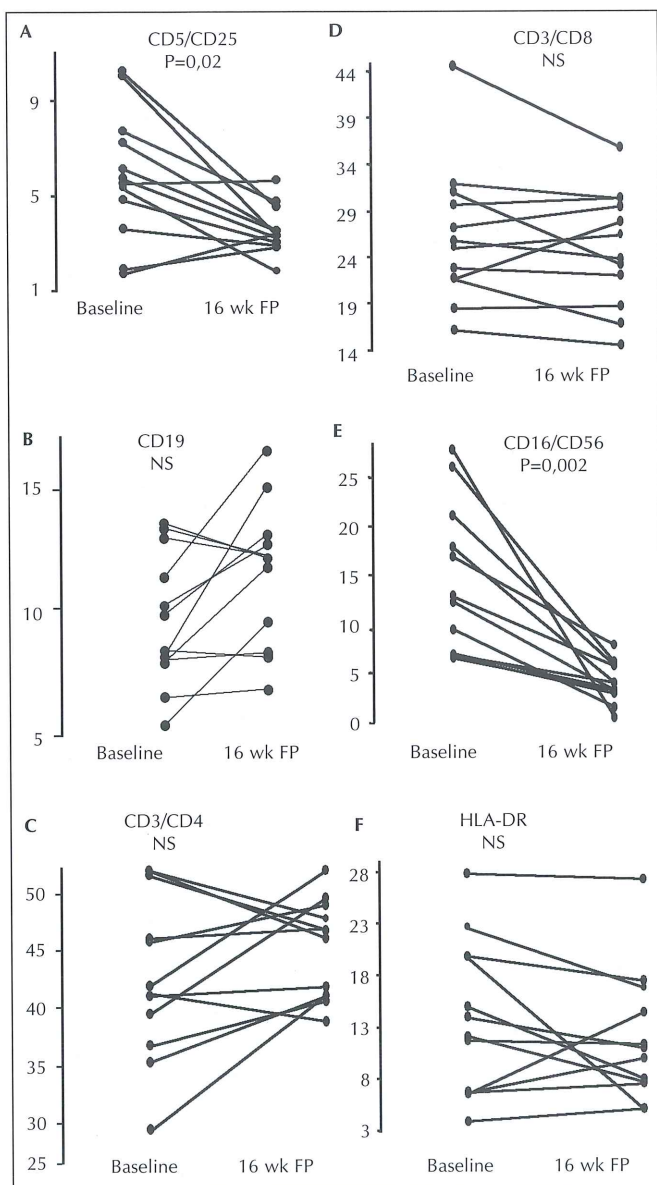 A
CD5/CD25
P=0,02
9
5
1
Baseline 16 wk FP
D
CD3/CD8
NS
44
39
34
29
24
19
14
Baseline 16 wk FP
B
CD19
NS
15
10
5
Baseline 16 wk FP
E
CD16/CD56
P=0,002
25
20
15
10
5
0
Baseline 16 wk FP
C
CD3/CD4
NS
50
45
40
35
30
25
Baseline 16 wk FP
F
HLA-DR
NS
28
23
18
13
8
3
Baseline 16 wk FP